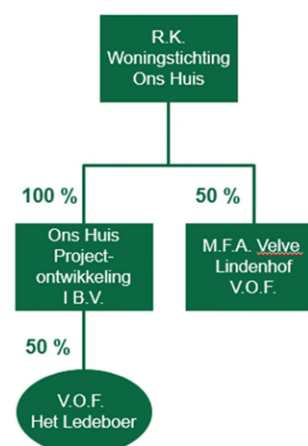 R.K.
Woningstichting
Ons Huis
100 %
50 %
Ons Huis
Project-
ontwikkeling
I B.V.
M.F.A. Velve
Lindenhof
V.O.F.
50 %
V.O.F.
Het Ledeboer